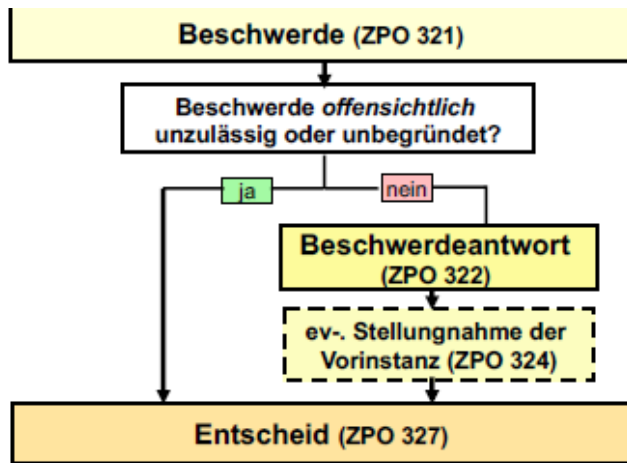 Beschwerde (ZPO 321)
Beschwerde offensichtlich
unzulässig oder unbegründet?
ja
nein
Beschwerdeantwort
(ZPO 322)
ev-. Stellungnahme der
Vorinstanz (ZPO 324)
Entscheid (ZPO 327)